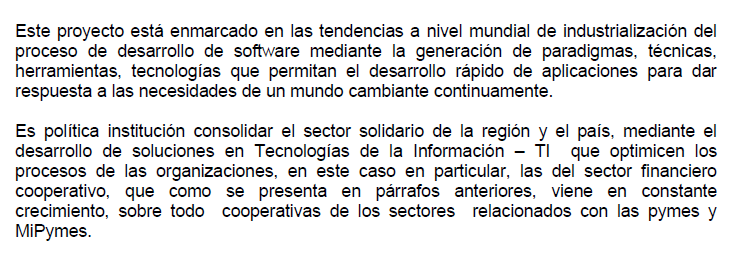 Este proyecto está enmarcado en las tendencias a nivel mundial de industrialización del
proceso de desarrollo de software mediante la generación de paradigmas, técnicas,
herramientas, tecnologías que permitan el desarrollo rápido de aplicaciones para dar
respuesta a las necesidades de un mundo cambiante continuamente.
Es política institución consolidar el sector solidario de la región y el país, mediante el
desarrollo de soluciones en Tecnologías de la Información – TI que optimicen los
procesos de las organizaciones, en este caso en particular, las del sector financiero
cooperativo, que como se presenta en párrafos anteriores, viene en constante
crecimiento, sobre todo cooperativas de los sectores relacionados con las pymes y
MiPymes.